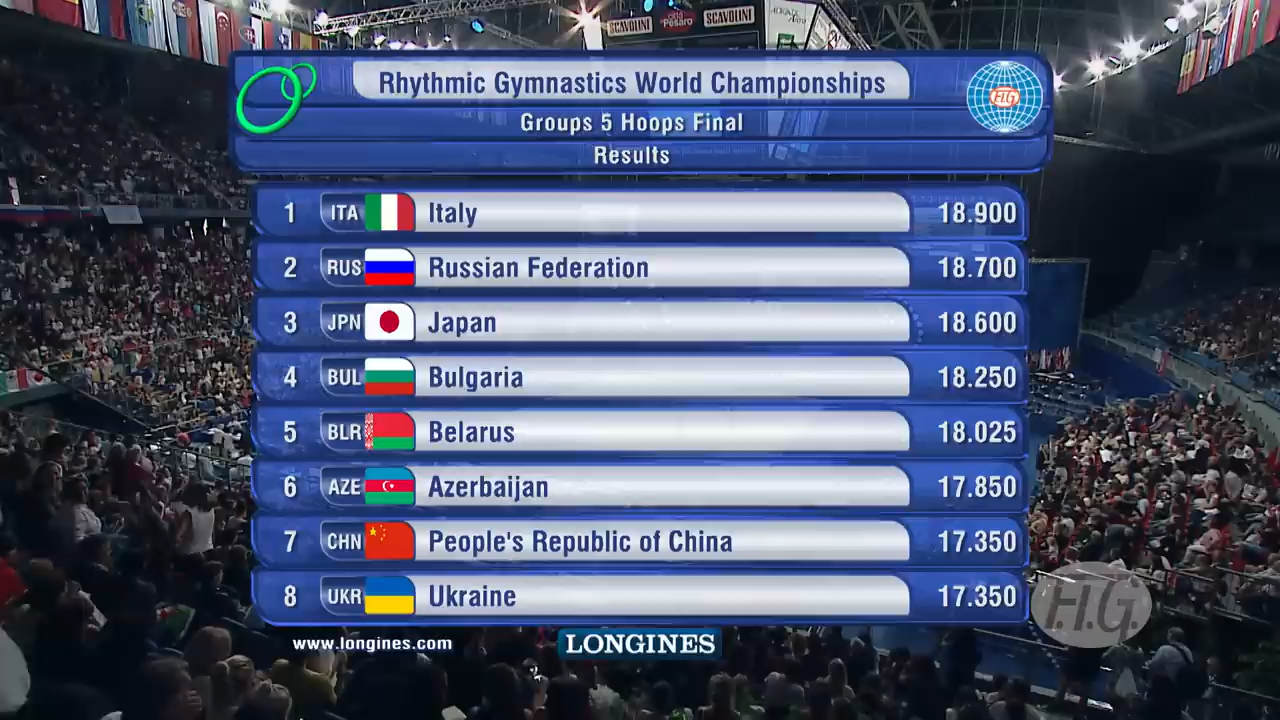 SCAVOLINI
Città di Pesaro
SCAVOLINI
Rhythmic Gymnastics World Championships
F.I.G
Groups 5 Hoops Final
Results
1 ITA Italy 18.900
2 RUS Russian Federation 18.700
3 JPN Japan 18.600
4 BUL Bulgaria 18.250
5 BLR Belarus 18.025
6 AZE Azerbaijan 17.850
7 CHN People's Republic of China 17.350
8 UKR Ukraine 17.350
F.I.G.
www.longines.com LONGINES